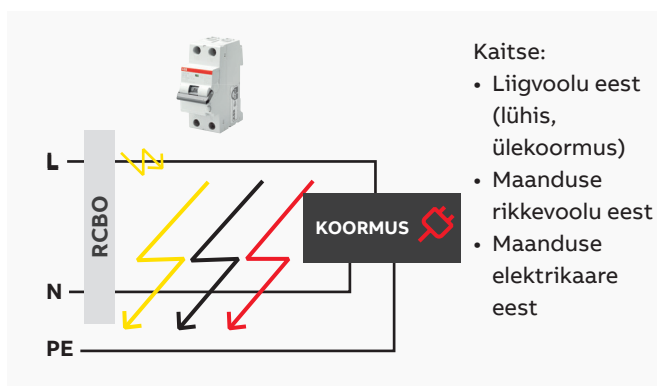 Kaitse:
• Liigvoolu eest
(lühis,
ülekoormus)
• Maanduse
rikkevoolu eest
• Maanduse
elektrikaare
eest
L
RCBO
KOORMUS
N
PE